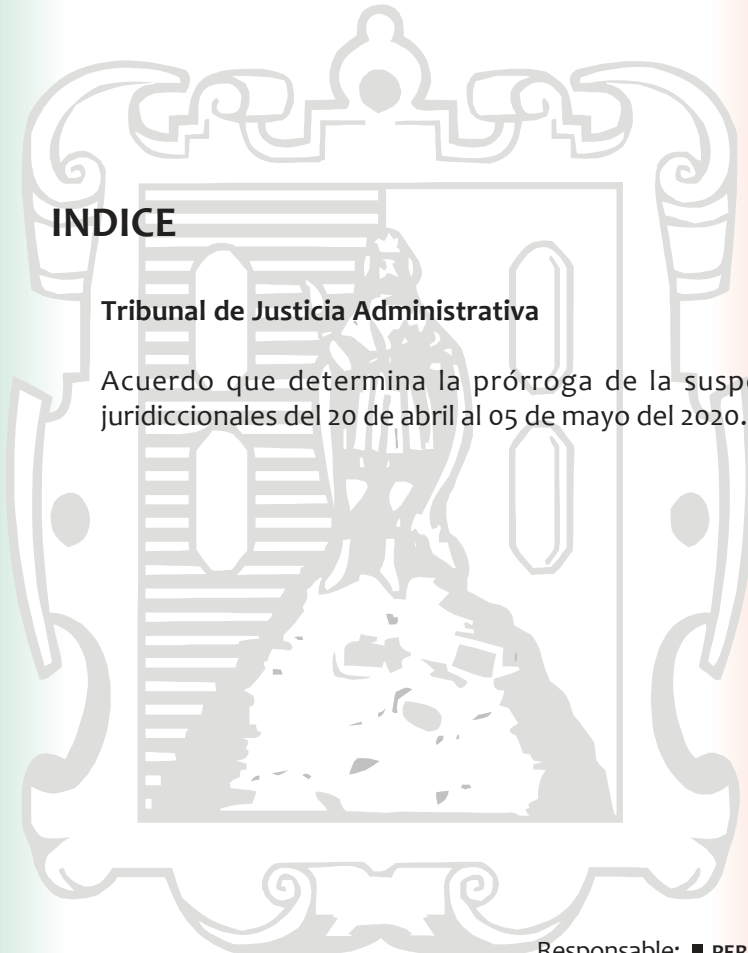 INDICE
Tribunal de Justicia Administrativa
Acuerdo que determina la prórroga de la
juridiccionales del 20 de abril al 05 de mayo del 2020.
Responsable: